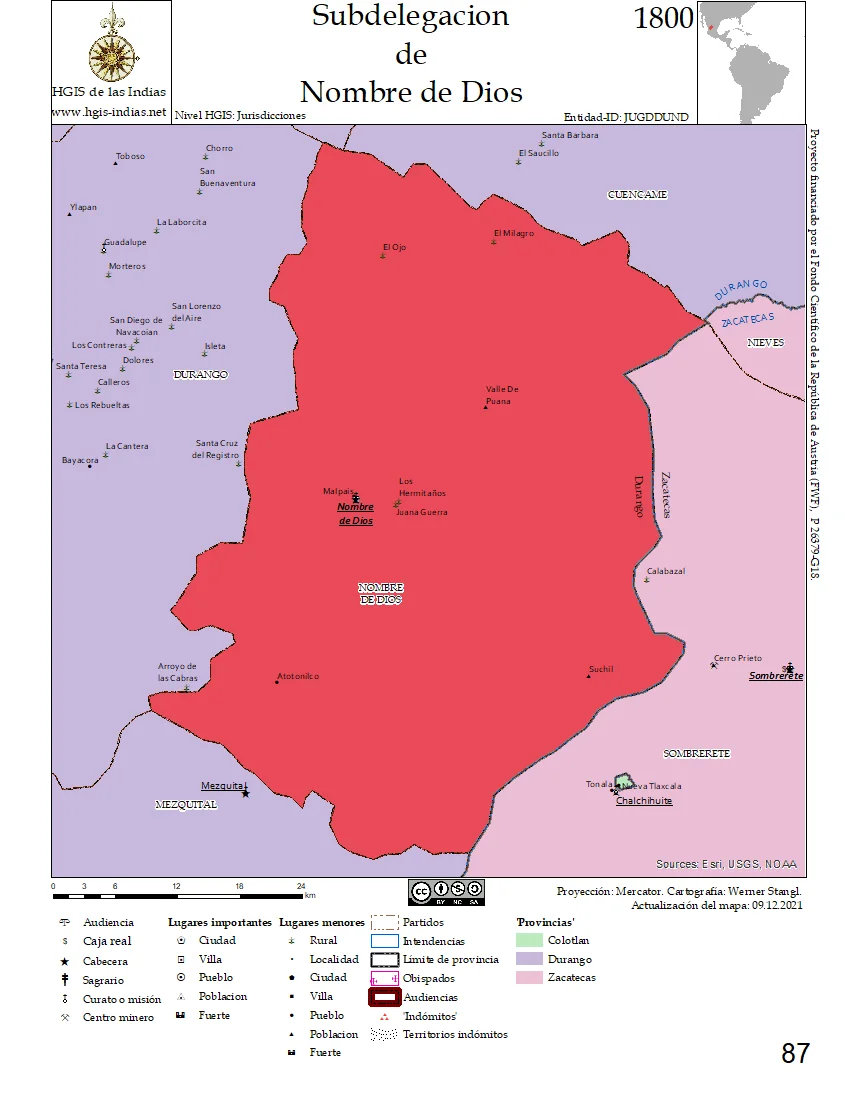 Subdelegacion
de
Nombre de Dios
1800
HGIS de las Indias
www.hgis-indias.net
Nivel HGIS: Jurisdicciones
Entidad-ID: JUGDDUND
Proyecto financiado por el Fondo Científico de la República de Austria (FWF), P 26379-G18.
Santa Barbara
El Saucillo
Chorro
Toboso
San
Buenaventura
CUENCAME
Ylapan
La Laborcita
El Milagro
Guadalupe
El Ojo
Morteros
DURANGO
ZACATECAS
NIEVES
San Lorenzo
del Aire
San Diego de
Navacoian
Los Contreras
Isleta
Dolores
Santa Teresa
DURANGO
Calleros
Los Rebueltas
Valle De
Puana
La Cantera
Bayacora
Santa Cruz
del Registro
Malpais
Nombre
de Dios
Los
Hermitaños
Juana Guerra
Durango
Zacatecas
Calabazal
NOMBRE
DE DIOS
Arroyo de
las Cabras
Atotonilco
Suchil
Cerro Prieto
Sombrerete
SOMBRERETE
Mezquital
MEZQUITAL
Tonala
Nueva Tlaxcala
Chalchihuite
Sources: Esri, USGS, NOAA
0 3 6 12 18 24
km
CC BY NC SA
Proyección: Mercator. Cartografía: Werner Stangl.
Actualización del mapa: 09.12.2021
Audiencia
Caja real
Cabecera
Sagrario
Curato o misión
Centro minero
Lugares importantes
Ciudad
Villa
Pueblo
Poblacion
Fuerte
Lugares menores
Rural
Localidad
Ciudad
Villa
Pueblo
Poblacion
Fuerte
Partidos
Intendencias
Límite de provincia
Obispados
Audiencias
'Indómitos'
Territorios indómitos
'Provincias'
Colotlan
Durango
Zacatecas
87